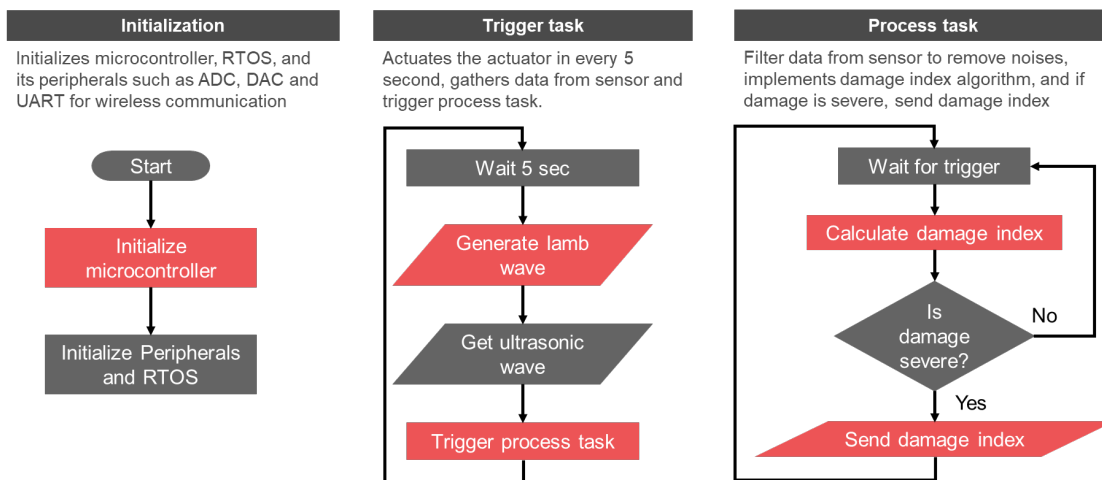 Initialization
Initializes microcontroller, RTOS, and
its peripherals such as ADC, DAC and
UART for wireless communication
Start
Initialize
microcontroller
Initialize Peripherals
and RTOS
Trigger task
Actuates the actuator in every 5
second, gathers data from sensor and
trigger process task.
Wait 5 sec
Generate lamb
wave
Get ultrasonic
wave
Trigger process task
Process task
Filter data from sensor to remove noises,
implements damage index algorithm, and if
damage is severe, send damage index
Wait for trigger
Calculate damage index
Is
damage
severe?
No
Yes
Send damage index